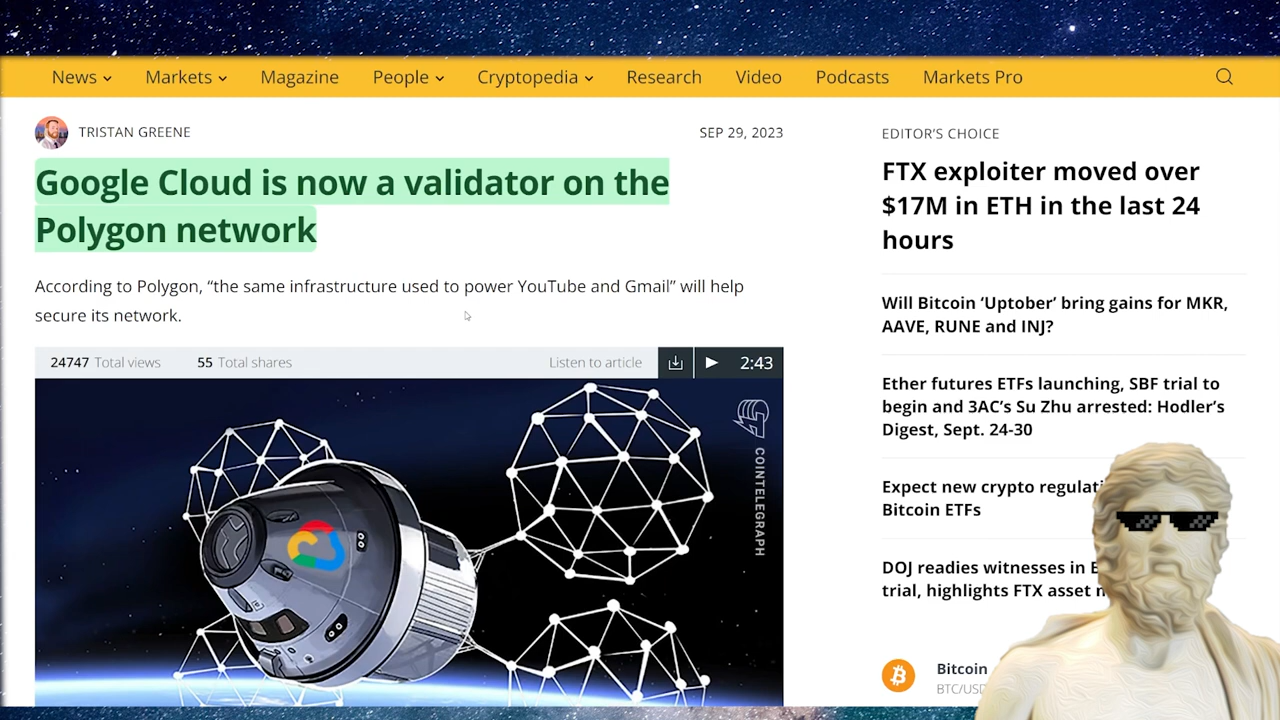 News Markets Magazine People Cryptopedia Research Video Podcasts Markets Pro
TRISTAN GREENE
SEP 29, 2023
Google Cloud is now a validator on the
Polygon network
According to Polygon, “the same infrastructure used to power YouTube and Gmail” will help
secure its network.
24747 Total views 55 Total shares Listen to article 2:43
COINTELEGRAPH
EDITOR’S CHOICE
FTX exploiter moved over
$17M in ETH in the last 24
hours
Will Bitcoin ‘Uptober’ bring gains for MKR,
AAVE, RUNE and INJ?
Ether futures ETFs launching, SBF trial to
begin and 3AC’s Su Zhu arrested: Hodler’s
Digest, Sept. 24-30
Expect new crypto
Bitcoin ETFs
DOJ readies witnesses in
trial, highlights FTX asset
Bitcoin